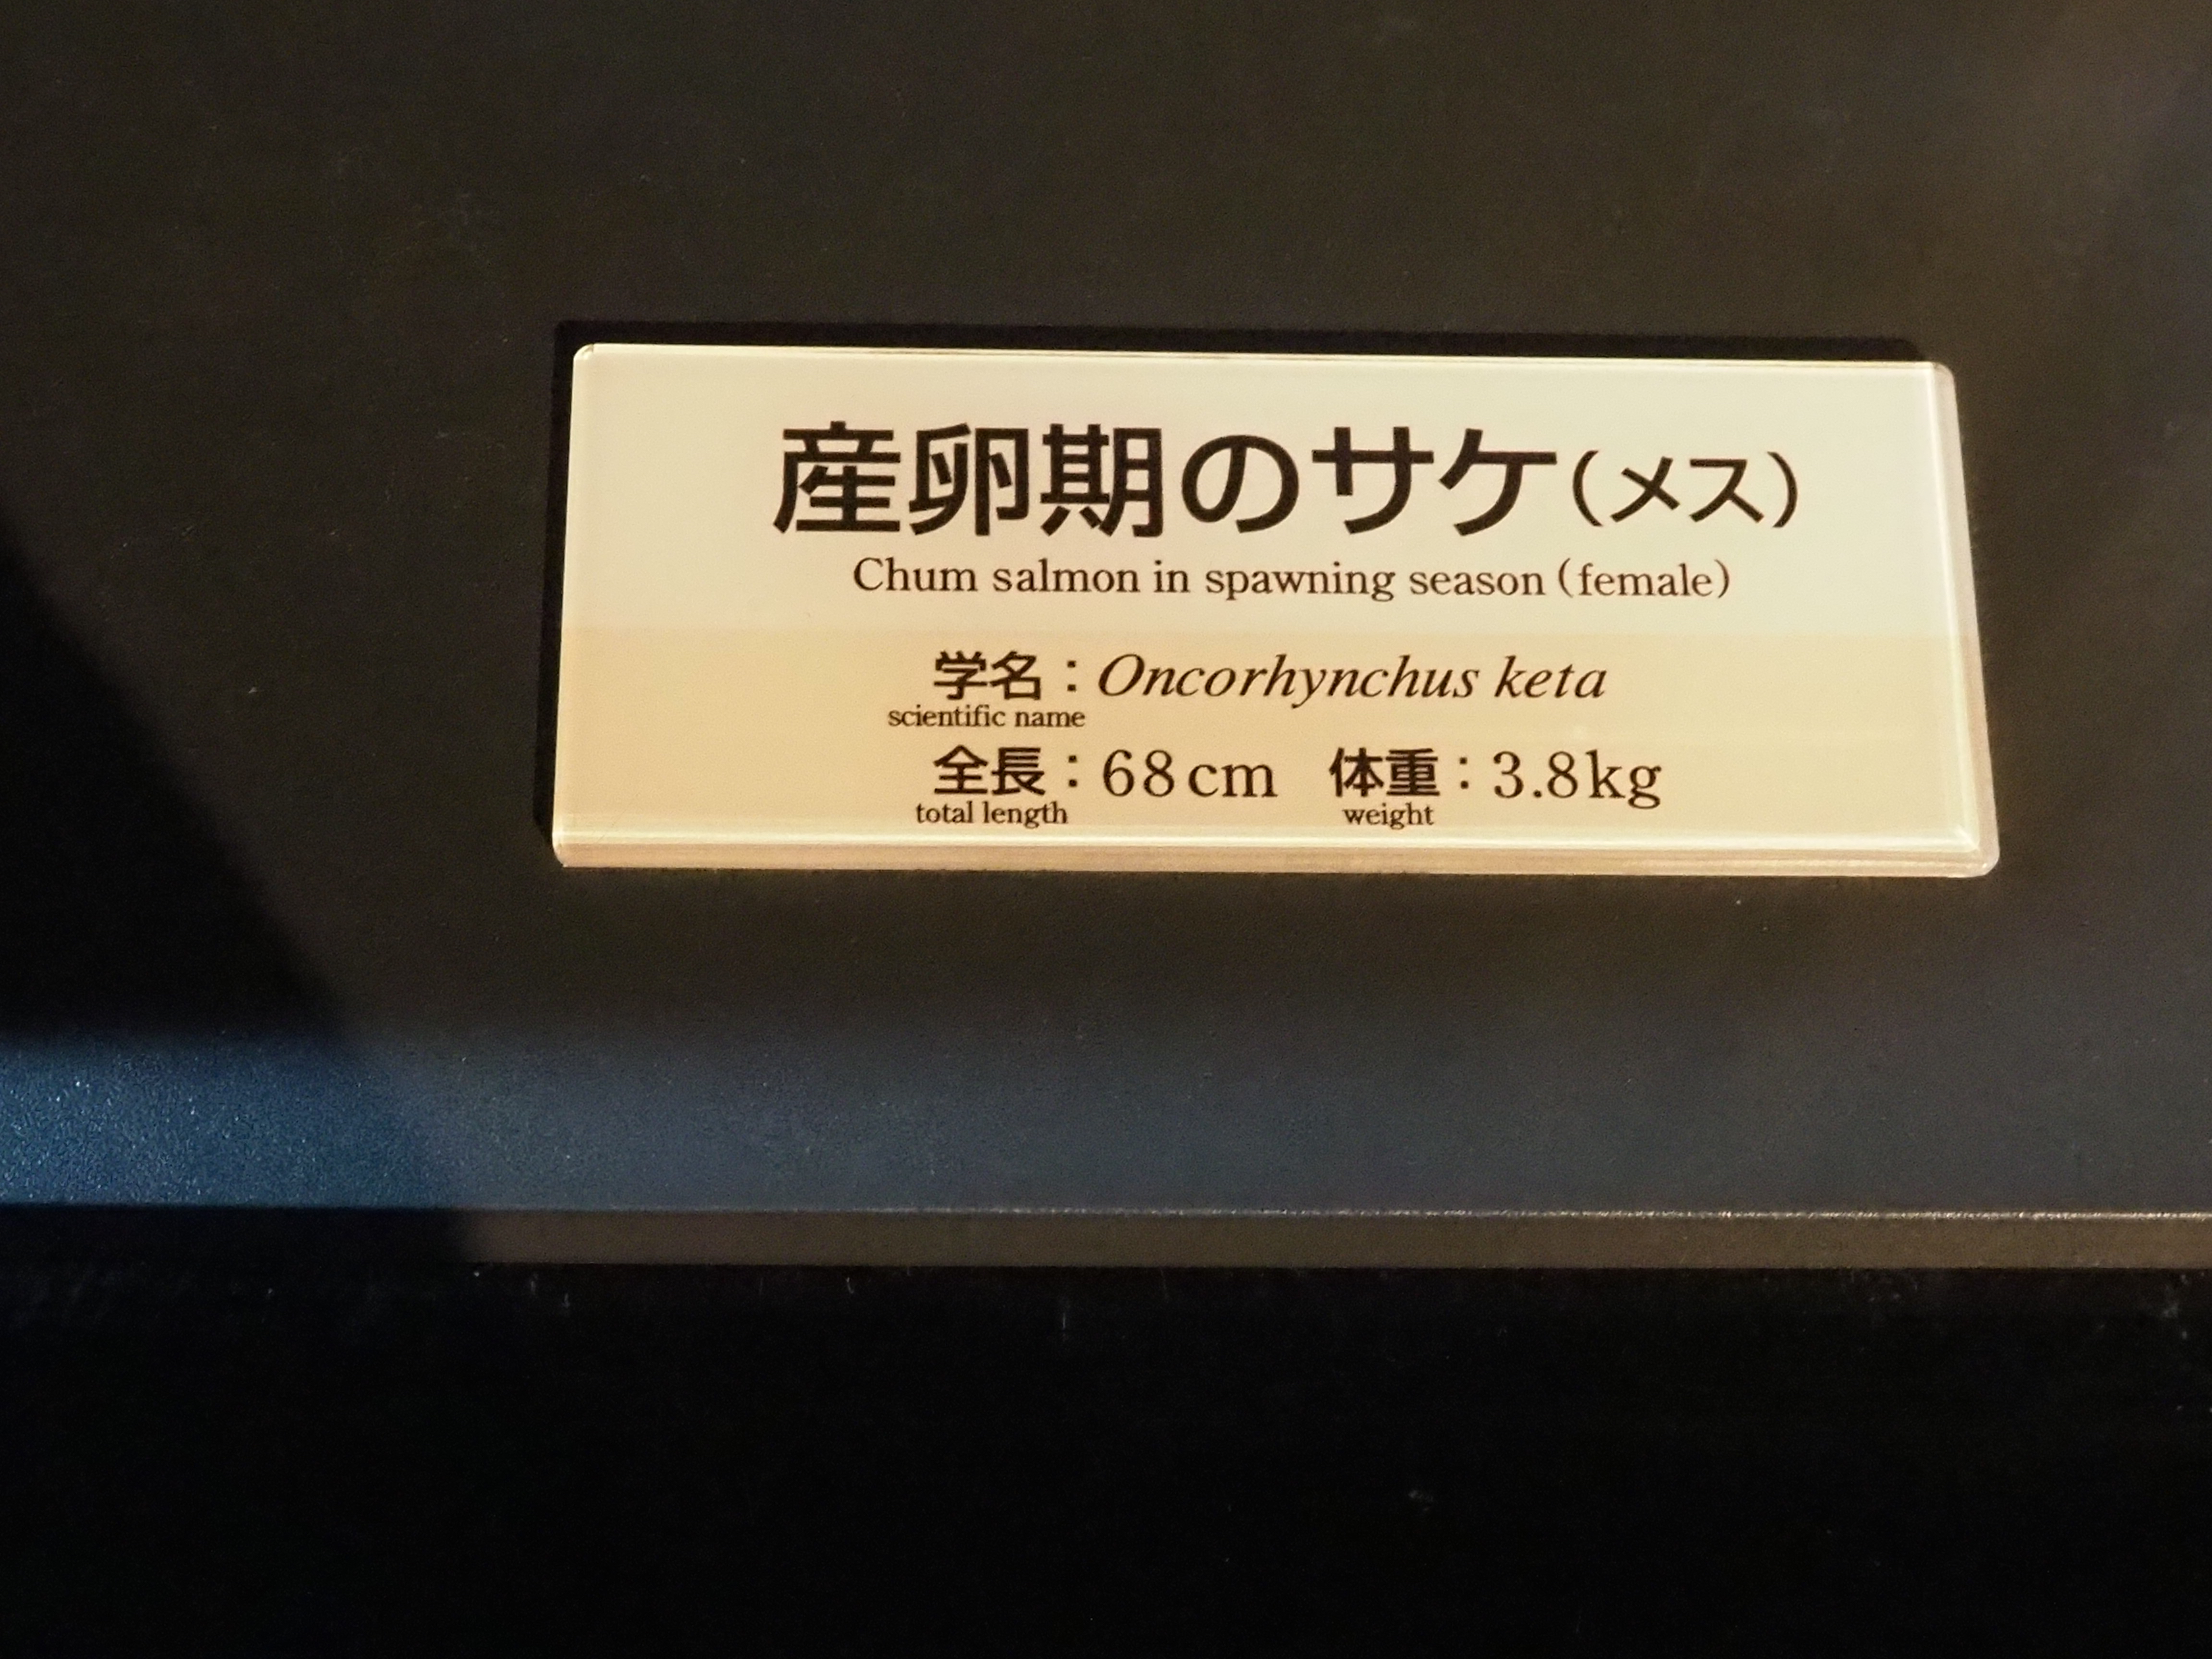 産卵期のサケ(メス)
Chum salmon in spawning season (female)
学名：Oncorhynchus keta
scientific name
全長：68cm 体重：3.8kg
total length weight